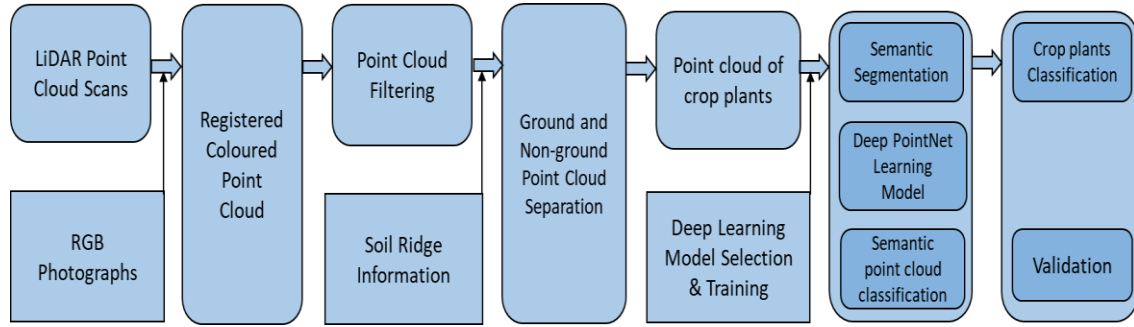 LiDAR Point
Cloud Scans
RGB
Photographs
Registered
Coloured
Point
Cloud
Point Cloud
Filtering
Soil Ridge
Information
Ground and
Non-ground
Point Cloud
Separation
Point cloud of
crop plants
Deep Learning
Model Selection
& Training
Semantic
Segmentation
Deep PointNet
Learning
Model
Semantic
point cloud
classification
Crop plants
Classification
Validation